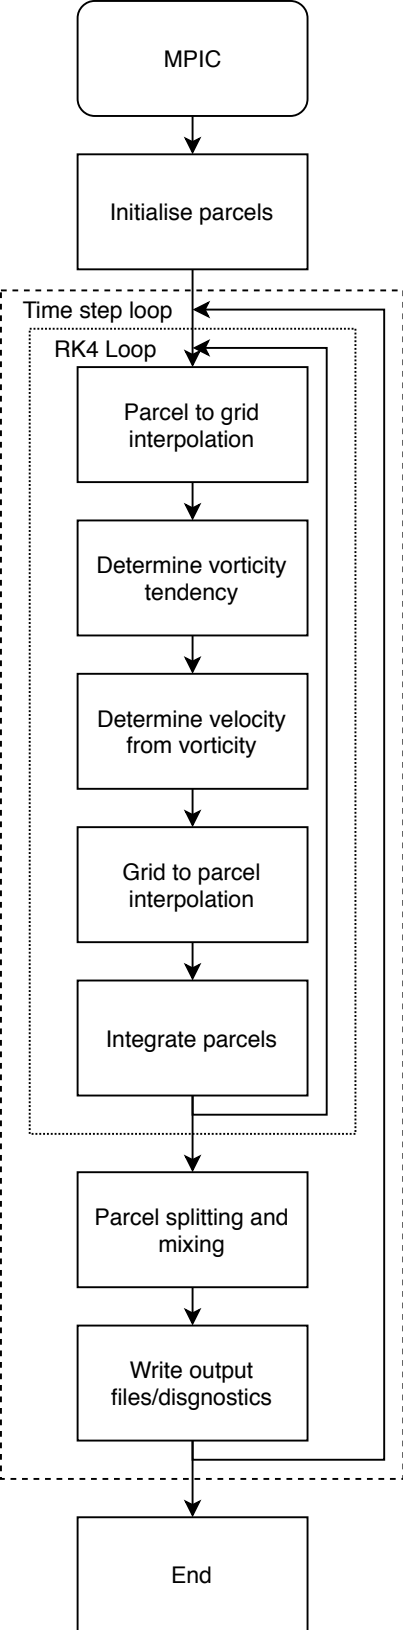 MPIC
Initialise parcels
Time step loop
RK4 Loop
Parcel to grid
interpolation
Determine vorticity
tendency
Determine velocity
from vorticity
Grid to parcel
interpolation
Integrate parcels
Parcel splitting and
mixing
Write output
files/disgnostics
End